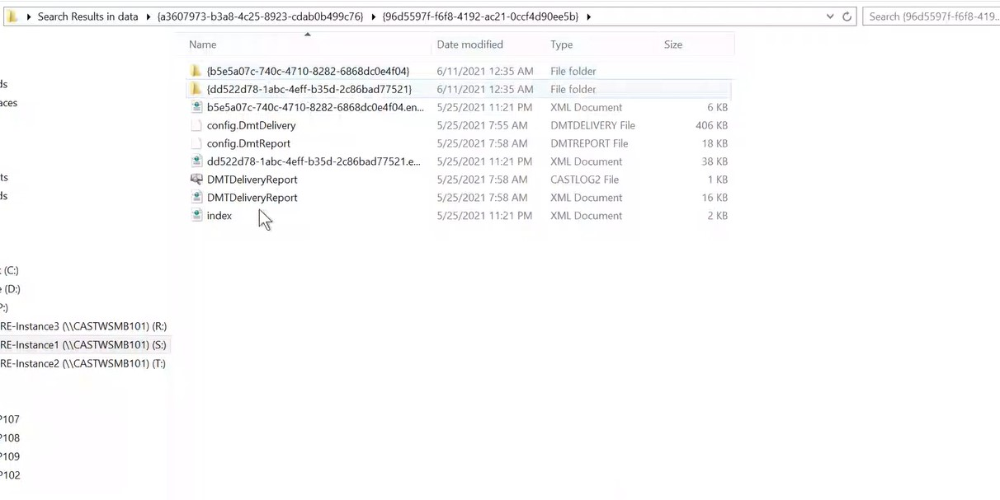 Search Results in data {a3607973-b3a8-4c25-8923-cdab0b499c76} {96d5597f-f6f8-4192-ac21-0ccf4d90ee5b} Search {96d5597f-f6f8-419...
Name Date modified Type Size
{b5e5a07c-740c-4710-8282-6868dc0e4f04} 6/11/2021 12:35 AM File folder
ds
{dd522d78-1abc-4eff-b35d-2c86bad77521} 6/11/2021 12:35 AM File folder
aces
b5e5a07c-740c-4710-8282-6868dc0e4f04.en... 5/25/2021 11:21 PM XML Document 6 KB
config.DmtDelivery 5/25/2021 7:55 AM DMTDELIVERY File 406 KB
config.DmtReport 5/25/2021 7:58 AM DMTREPORT File 18 KB
dd522d78-1abc-4eff-b35d-2c86bad77521.e... 5/25/2021 11:21 PM XML Document 38 KB
ts
DMTDeliveryReport 5/25/2021 7:58 AM CASTLOG2 File 1 KB
ds
DMTDeliveryReport 5/25/2021 7:58 AM XML Document 16 KB
index 5/25/2021 11:21 PM XML Document 2 KB
(C:)
(D:)
P:)
RE-Instance3 (\\CASTWSMB101) (R:)
RE-Instance1 (\\CASTWSMB101) (S:)
RE-Instance2 (\\CASTWSMB101) (T:)
P107
P108
P109
P102